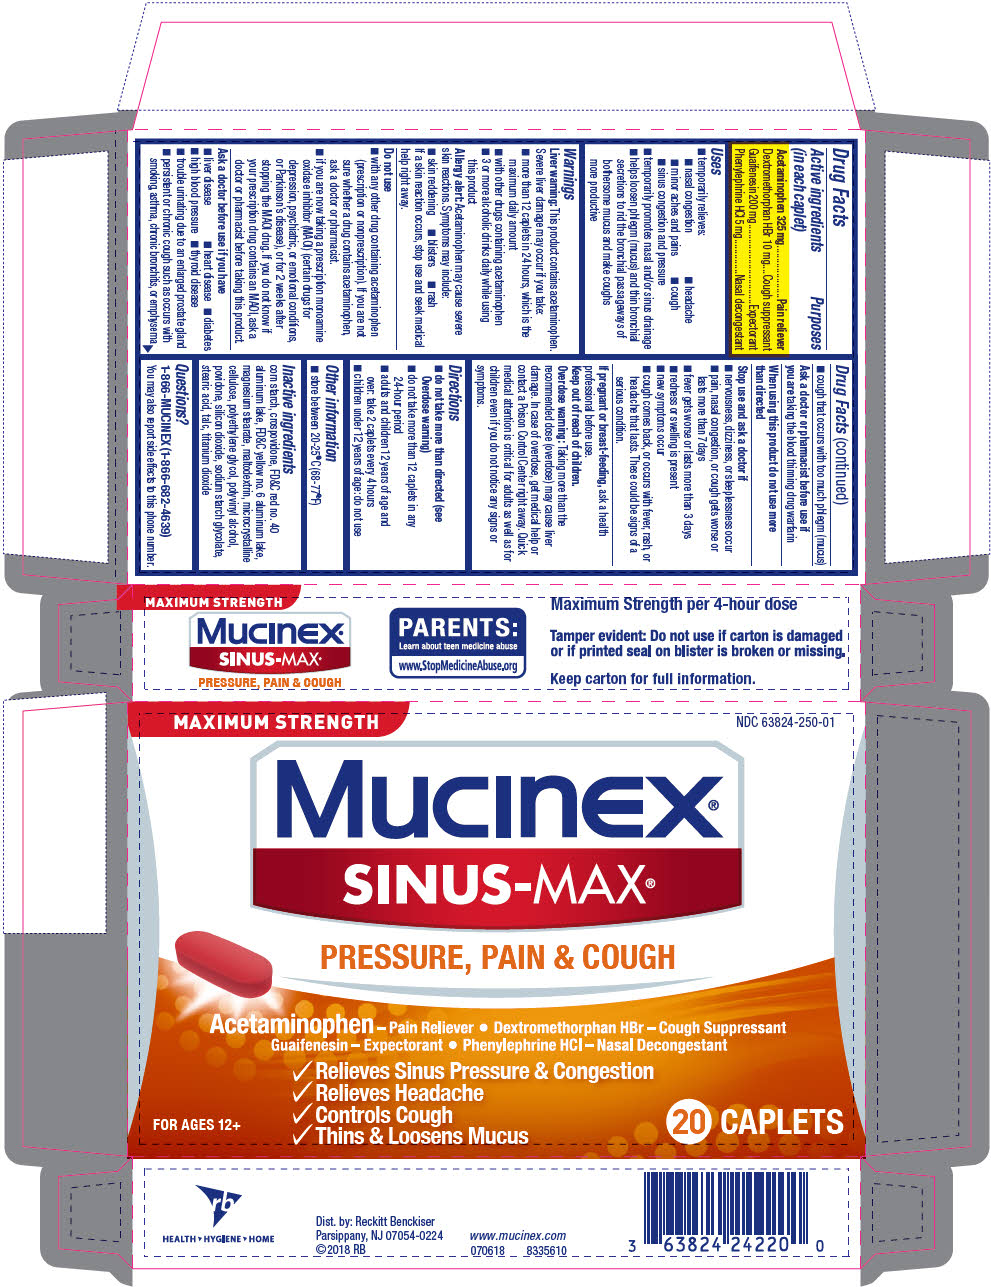 Drug Facts
Active ingredients Purposes
(in each caplet)
Acetaminophen 325 mg....................Pain reliever
Dextromethorphan HBr 10 mg....Cough suppressant
Guaifenesin 200 mg......................Expectorant
Phenylephrine HCl 5 mg............Nasal decongestant
Uses
■ temporarily relieves:
■ nasal congestion ■ headache
■ minor aches and pains ■ cough
■ sinus congestion and pressure
■ temporarily promotes nasal and/or sinus drainage
■ helps loosen phlegm (mucus) and thin bronchial
secretions to rid the bronchial passageways of
bothersome mucus and make coughs
more productive
Warnings
Liver warning: This product contains acetaminophen.
Severe liver damage may occur if you take:
■ more than 12 caplets in 24 hours, which is the
maximum daily amount
■ with other drugs containing acetaminophen
■ 3 or more alcoholic drinks daily while using
this product
Allergy alert: Acetaminophen may cause severe
skin reactions. Symptoms may include:
■ skin reddening ■ blisters ■ rash
If a skin reaction occurs, stop use and seek medical
help right away.
Do not use
■ with any other drug containing acetaminophen
(prescription or nonprescription). If you are not
sure whether a drug contains acetaminophen,
ask a doctor or pharmacist.
■ if you are now taking a prescription monoamine
oxidase inhibitor (MAOI) (certain drugs for
depression, psychiatric, or emotional conditions,
or Parkinson's disease), or for 2 weeks after
stopping the MAOI drug. If you do not know if
your prescription drug contains an MAOI, ask a
doctor or pharmacist before taking this product.
Ask a doctor before use if you have
■ liver disease ■ heart disease ■ diabetes
■ high blood pressure ■ thyroid disease
■ trouble urinating due to an enlarged prostate gland
■ persistent or chronic cough such as occurs with
smoking, asthma, chronic bronchitis, or emphysema
Drug Facts (continued)
■ cough that occurs with too much phlegm (mucus)
Ask a doctor or pharmacist before use if
you are taking the blood thinning drug warfarin
When using this product do not use more
than directed
Stop use and ask a doctor if
■ nervousness, dizziness, or sleeplessness occur
■ pain, nasal congestion, or cough gets worse or
lasts more than 7 days
■ fever gets worse or lasts more than 3 days
■ redness or swelling is present
■ new symptoms occur
■ cough comes back, or occurs with fever, rash, or
headache that lasts. These could be signs of a
serious condition.
If pregnant or breast-feeding, ask a health
professional before use.
Keep out of reach of children.
Overdose warning: Taking more than the
recommended dose (overdose) may cause liver
damage. In case of overdose, get medical help or
contact a Poison Control Center right away. Quick
medical attention is critical for adults as well as for
children even if you do not notice any signs or
symptoms.
Directions
■ do not take more than directed (see
Overdose warning)
■ do not take more than 12 caplets in any
24-hour period
■ adults and children 12 years of age and
over: take 2 caplets every 4 hours
■ children under 12 years of age: do not use
Other information
■ store between 20-25°C (68-77°F)
Inactive ingredients
corn starch, crospovidone, FD&C red no. 40
aluminum lake, FD&C yellow no. 6 aluminum lake,
magnesium stearate, maltodextrin, microcrystalline
cellulose, polyethylene glycol, polyvinyl alcohol,
povidone, silicon dioxide, sodium starch glycolate,
stearic acid, talc, titanium dioxide
Questions?
1-866-MUCINEX (1-866-682-4639)
You may also report side effects to this phone number.
MAXIMUM STRENGTH
Mucinex®
SINUS-MAX®
PRESSURE, PAIN & COUGH
PARENTS:
Learn about teen medicine abuse
www.StopMedicineAbuse.org
Maximum Strength per 4-hour dose
Tamper evident: Do not use if carton is damaged
or if printed seal on blister is broken or missing.
Keep carton for full information.
MAXIMUM STRENGTH
NDC 63824-250-01
Mucinex®
SINUS-MAX®
PRESSURE, PAIN & COUGH
Acetaminophen – Pain Reliever • Dextromethorphan HBr – Cough Suppressant
Guaifenesin – Expectorant • Phenylephrine HCl – Nasal Decongestant
✓ Relieves Sinus Pressure & Congestion
✓ Relieves Headache
✓ Controls Cough
✓ Thins & Loosens Mucus
FOR AGES 12+
20 CAPLETS
rb
HEALTH • HYGIENE • HOME
Dist. by: Reckitt Benckiser
Parsippany, NJ 07054-0224
©2018 RB
www.mucinex.com
070618 8335610
3 63824 24220 0